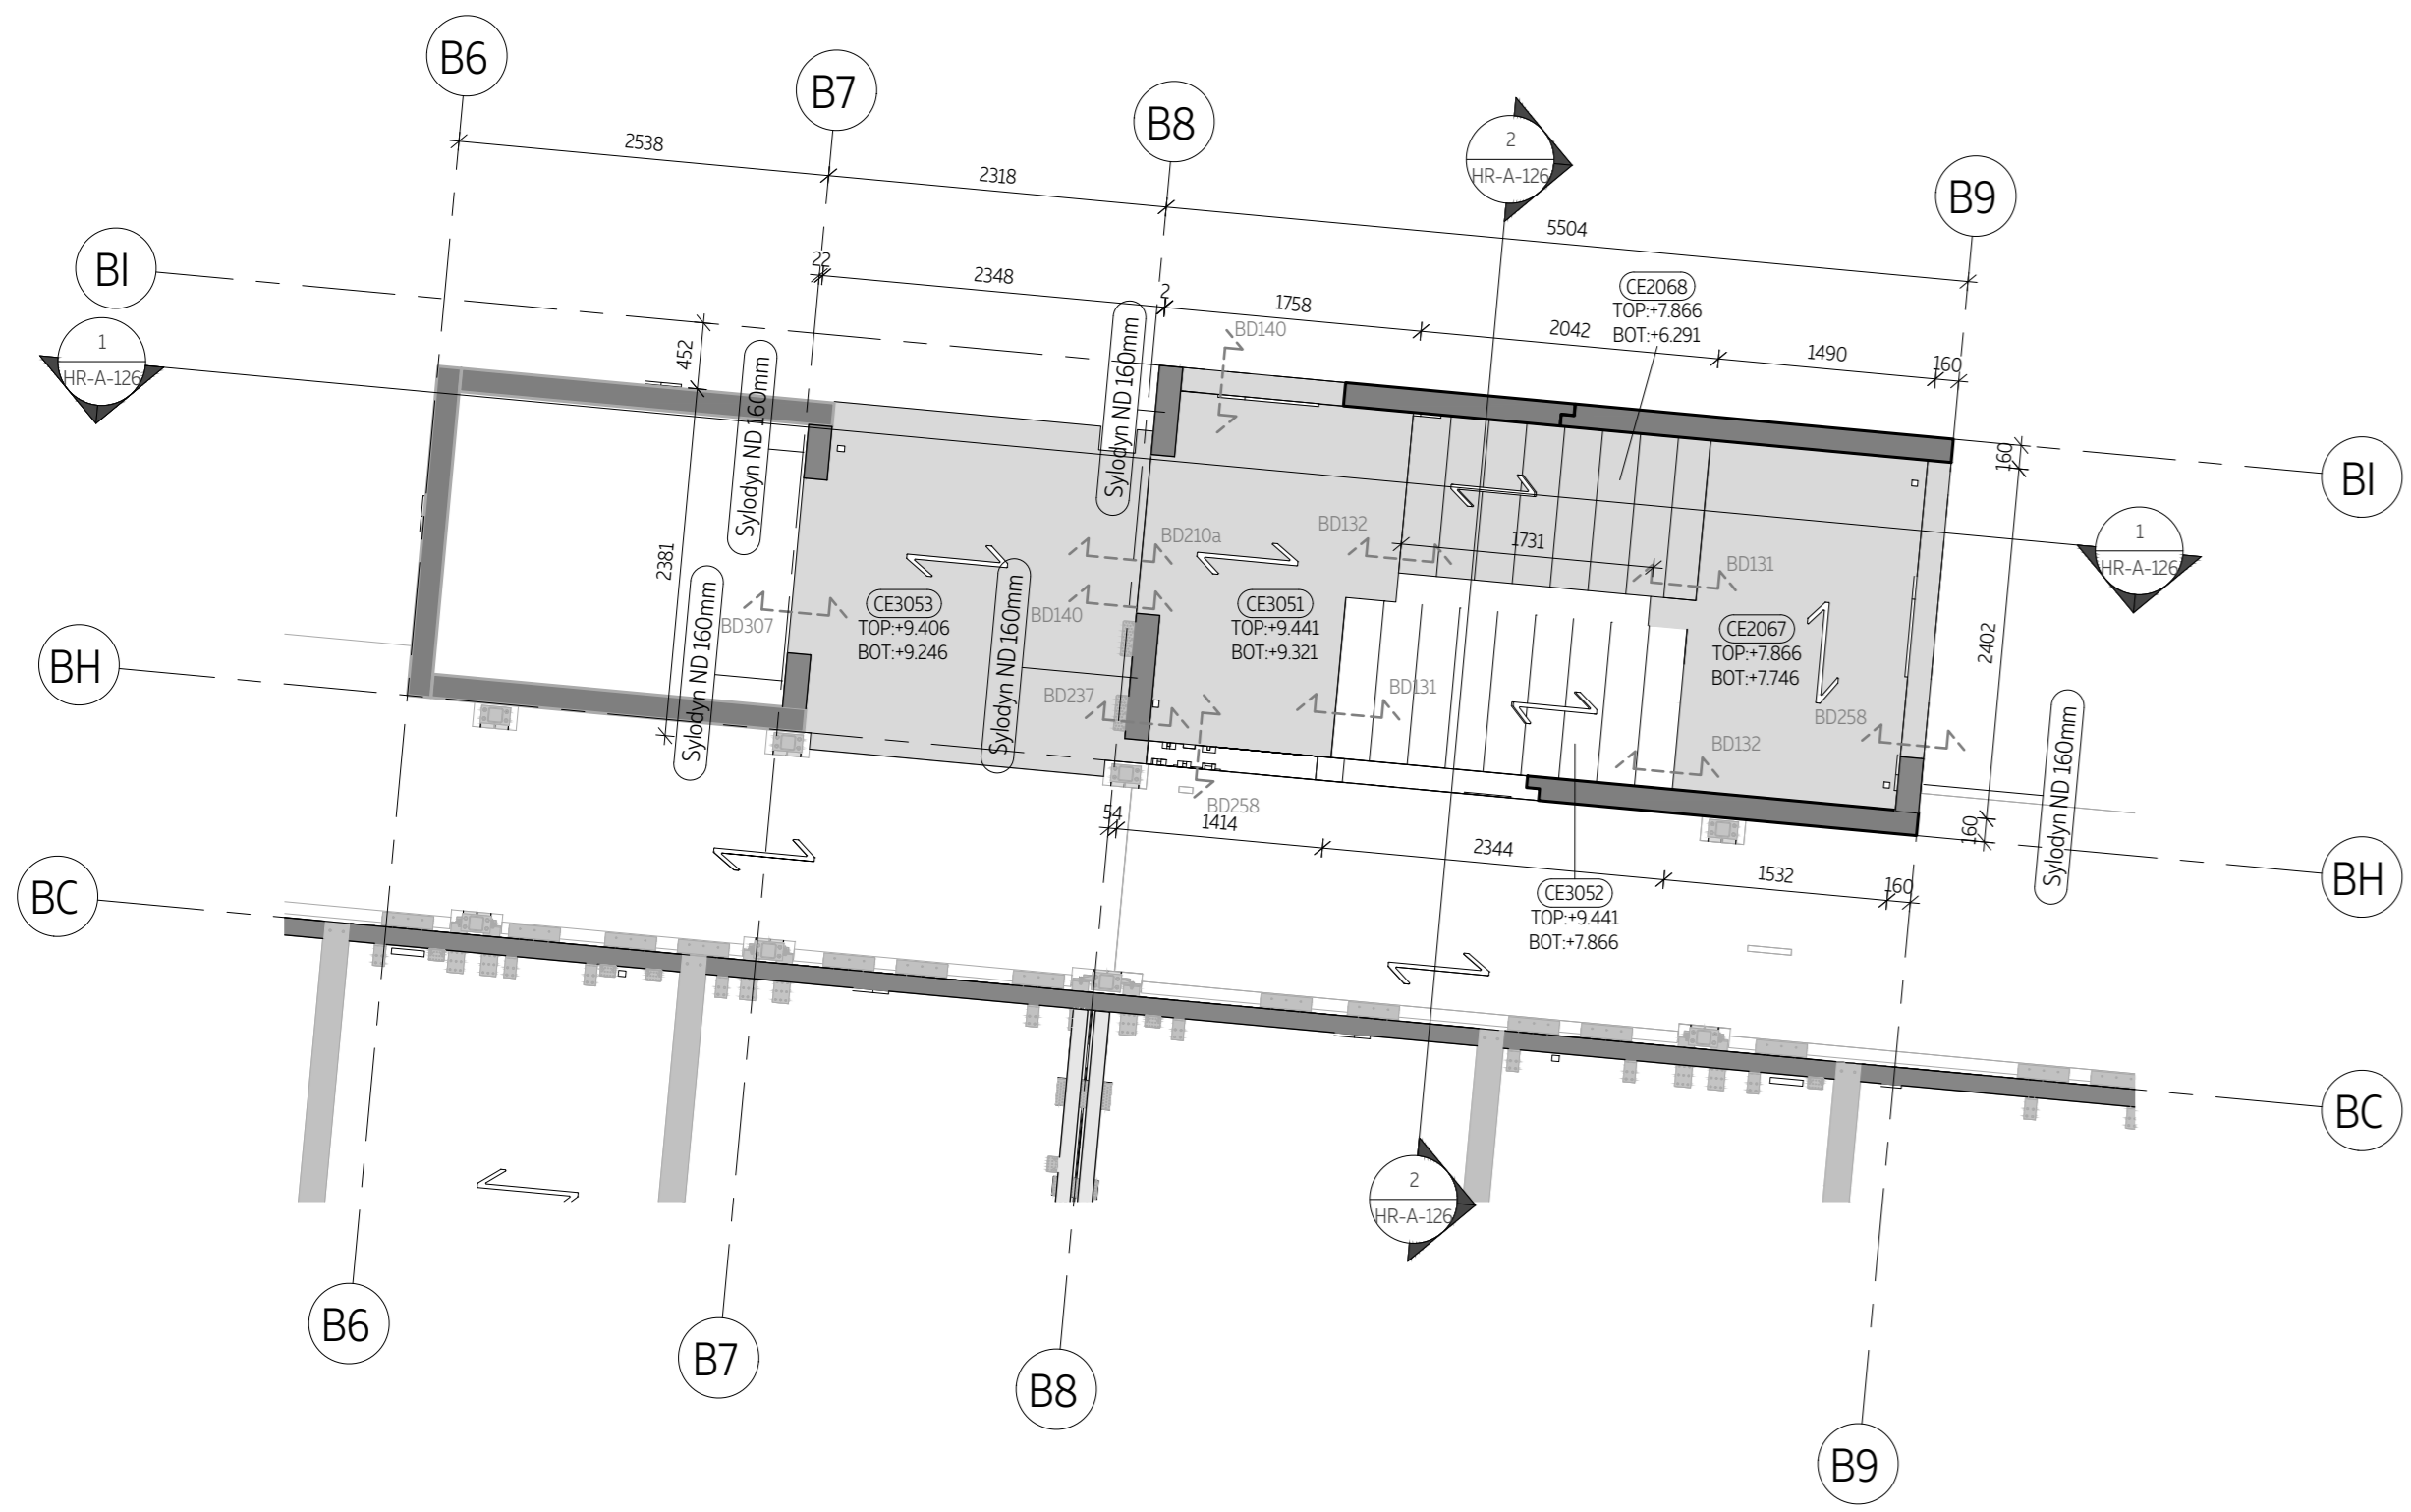 B6
B7
B8
B9
2538
2318
5504
2
HR-A-126
BI
22
2348
2
1758
2042
1490
160
CE2068
TOP:+7.866
BOT:+6.291
1
HR-A-126
452
Sylodyn ND 160mm
Sylodyn ND 160mm
BD140
160
BI
2381
BD210a
BD132
1731
BD131
1
HR-A-126
BH
Sylodyn ND 160mm
BD307
CE3053
TOP:+9.406
BOT:+9.246
Sylodyn ND 160mm
BD140
CE3051
TOP:+9.441
BOT:+9.321
CE2067
TOP:+7.866
BOT:+7.746
2402
BD237
BD131
BD258
BD132
Sylodyn ND 160mm
BD258
160
54
1414
2344
1532
160
BH
BC
CE3052
TOP:+9.441
BOT:+7.866
BC
2
HR-A-126
B6
B7
B8
B9